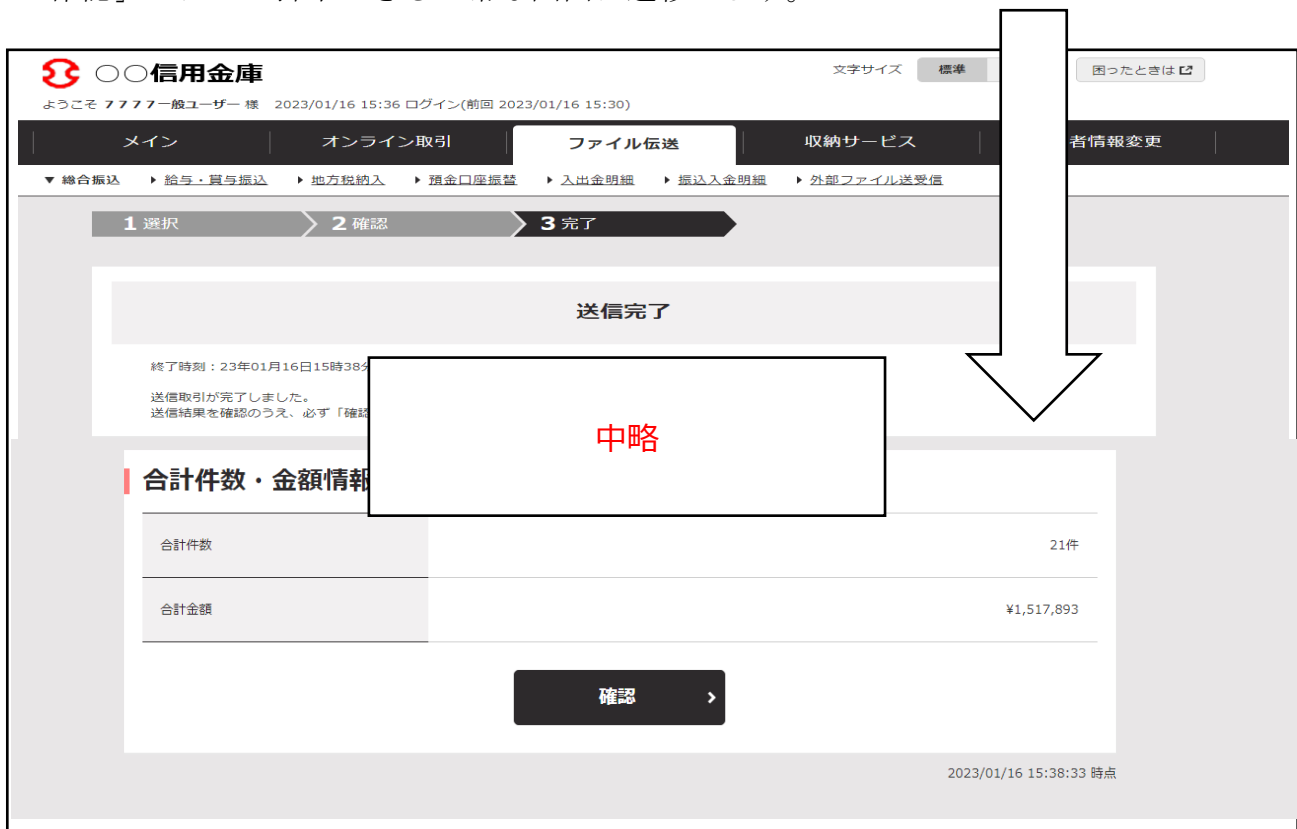 ○○信用金庫
文字サイズ 標準 困ったときは
ようこそ 7777一般ユーザー 様 2023/01/16 15:36 ログイン(前回 2023/01/16 15:30)
メイン オンライン取引 ファイル伝送 収納サービス 者情報変更
▼ 総合振込 給与・賞与振込 地方税納入 預金口座振替 入出金明細 振込入金明細 外部ファイル送受信
1 選択 2 確認 3 完了
送信完了
終了時刻：23年01月16日15時38分
送信取引が完了しました。
送信結果を確認のうえ、必ず「確認
中略
合計件数・金額情報
合計件数 21件
合計金額 ¥1,517,893
確認
2023/01/16 15:38:33 時点